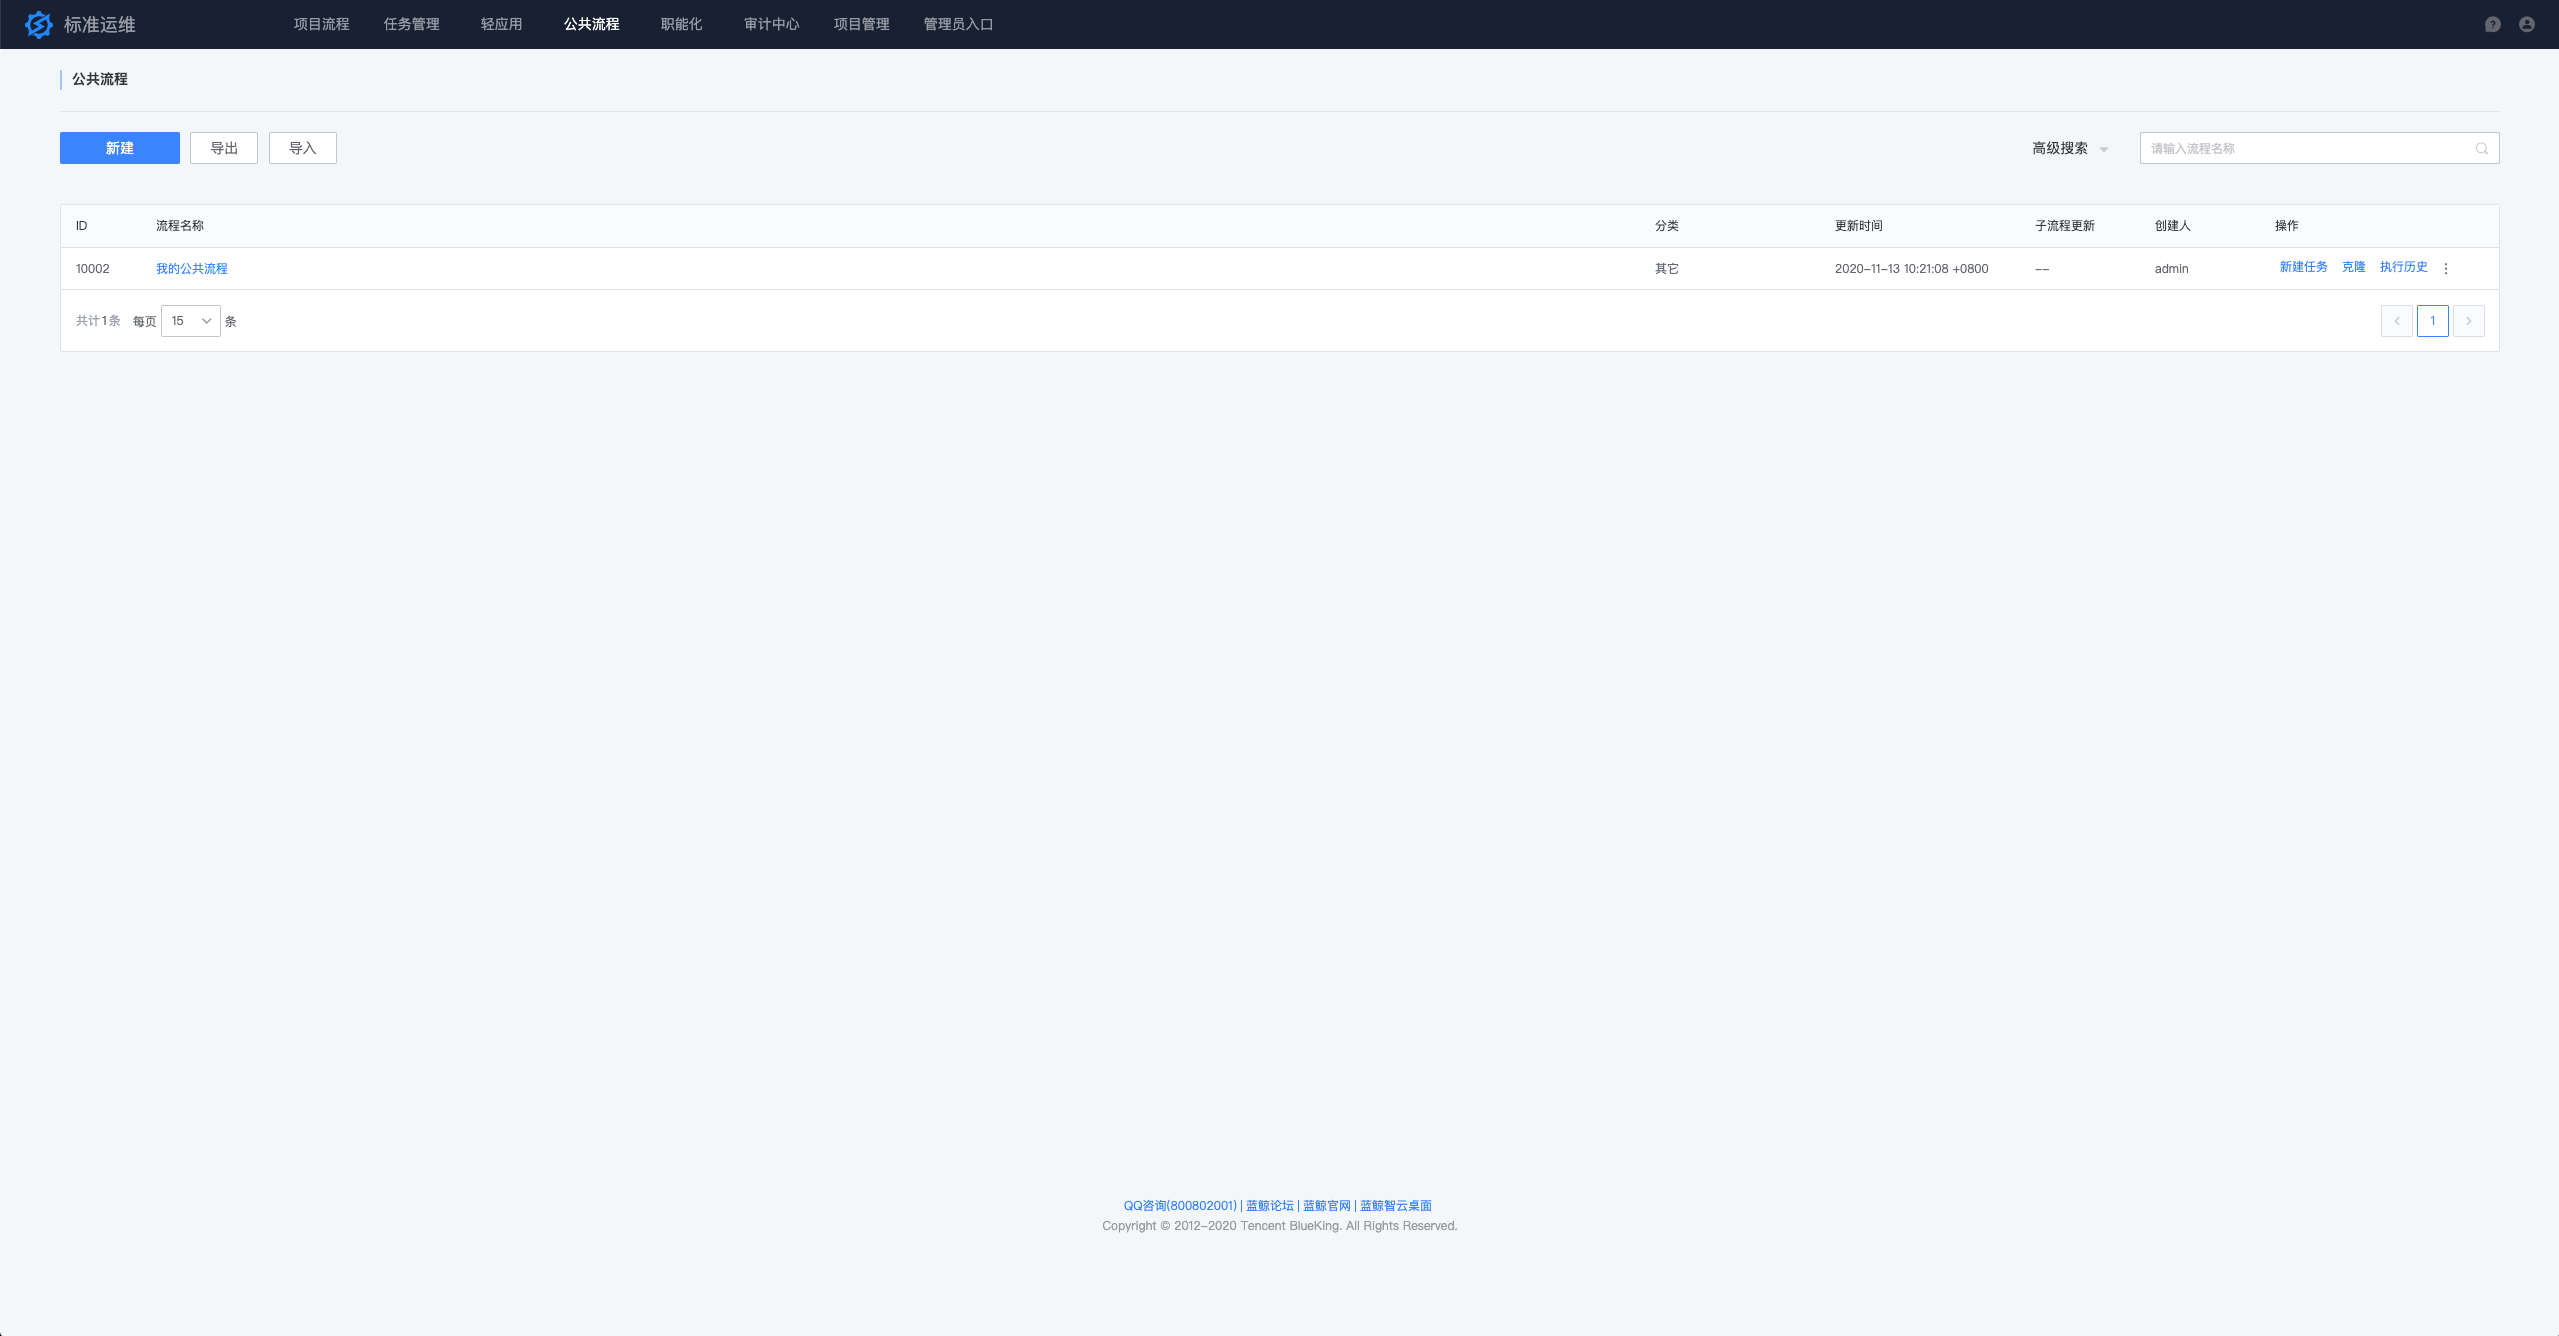 标准运维 项目流程 任务管理 轻应用 公共流程 职能化 审计中心 项目管理 管理员入口
公共流程
新建 导出 导入 高级搜索 请输入流程名称
ID 流程名称 分类 更新时间 子流程更新 创建人 操作
10002 我的公共流程 其它 2020-11-13 10:21:08 +0800 -- admin 新建任务 克隆 执行历史
共计1条 每页 15 条 1
QQ咨询(800802001) | 蓝鲸论坛 | 蓝鲸官网 | 蓝鲸智云桌面
Copyright © 2012-2020 Tencent BlueKing. All Rights Reserved.